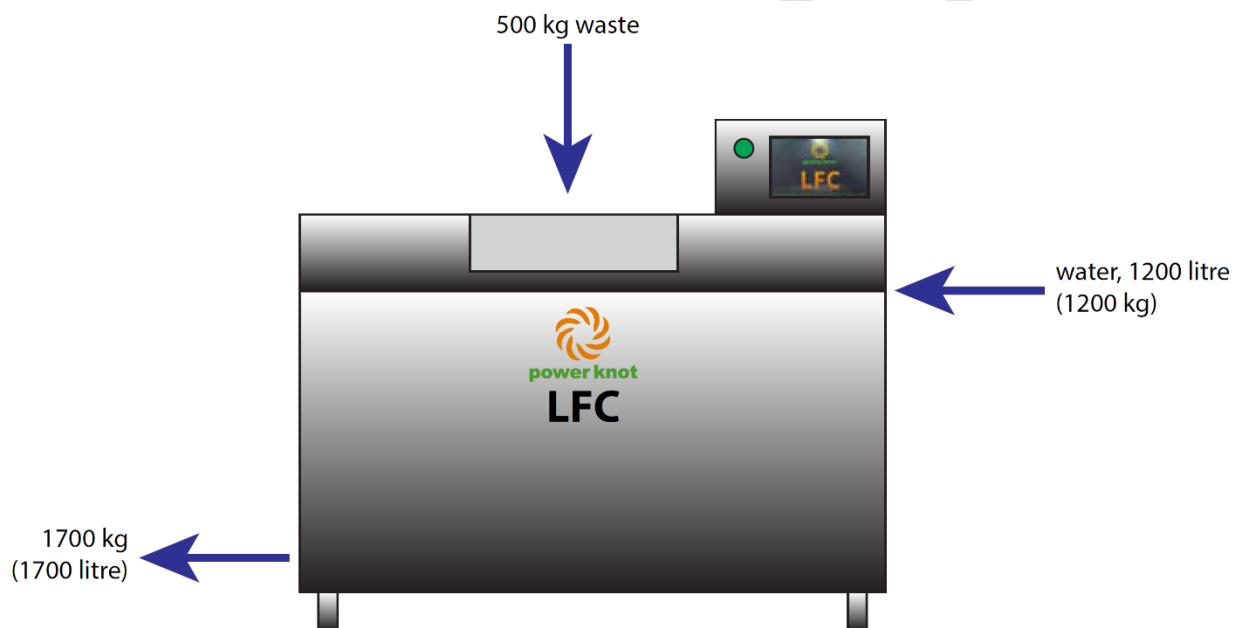 500 kg waste
LFC
water, 1200 litre
(1200 kg)
power knot
LFC
1700 kg
(1700 litre)